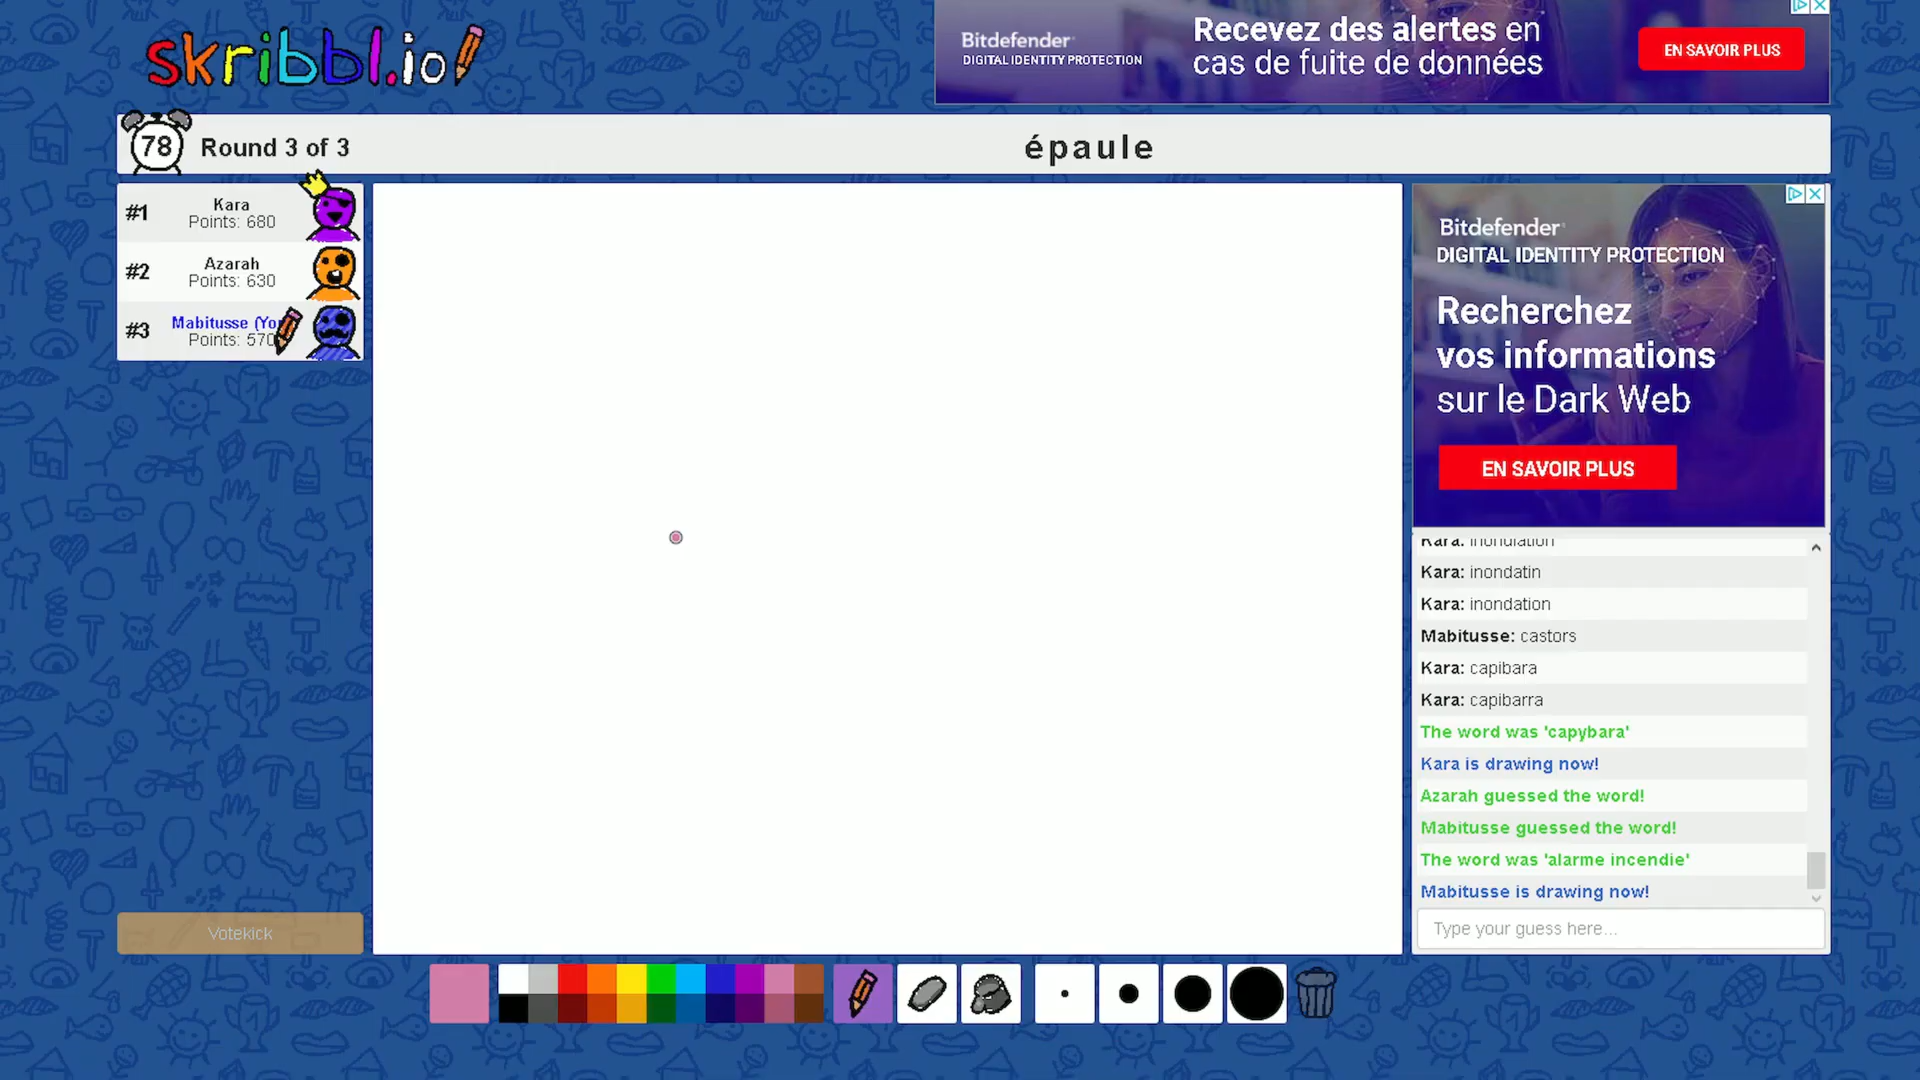 skribbl.io
Bitdefender
DIGITAL IDENTITY PROTECTION
Recevez des alertes en
cas de fuite de données
EN SAVOIR PLUS
78
Round 3 of 3
épaule
#1
Kara
Points: 680
#2
Azarah
Points: 630
#3
Mabitusse (Yo
Points: 570
Votekick
Bitdefender
DIGITAL IDENTITY PROTECTION
Recherchez
vos informations
sur le Dark Web
EN SAVOIR PLUS
Kara: inondation
Kara: inondatin
Kara: inondation
Mabitusse: castors
Kara: capibara
Kara: capibarra
The word was 'capybara'
Kara is drawing now!
Azarah guessed the word!
Mabitusse guessed the word!
The word was 'alarme incendie'
Mabitusse is drawing now!
Type your guess here...